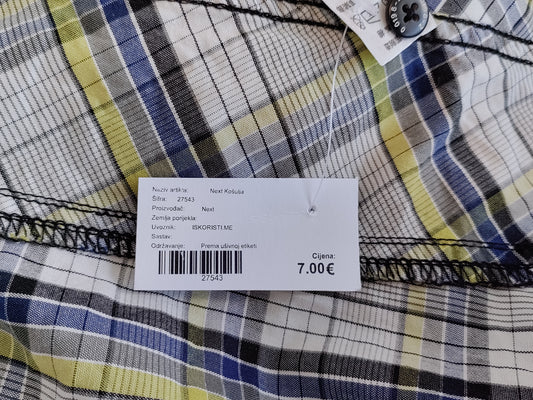 Naziv artikla: Next Košulja
Šifra: 27543
Proizvođač: Next
Zemlja porijekla:
Uvoznik: ISKORISTI.ME
Sastav:
Održavanje: Prema ušivnoj etiketi
Cijena:
7.00€
27543